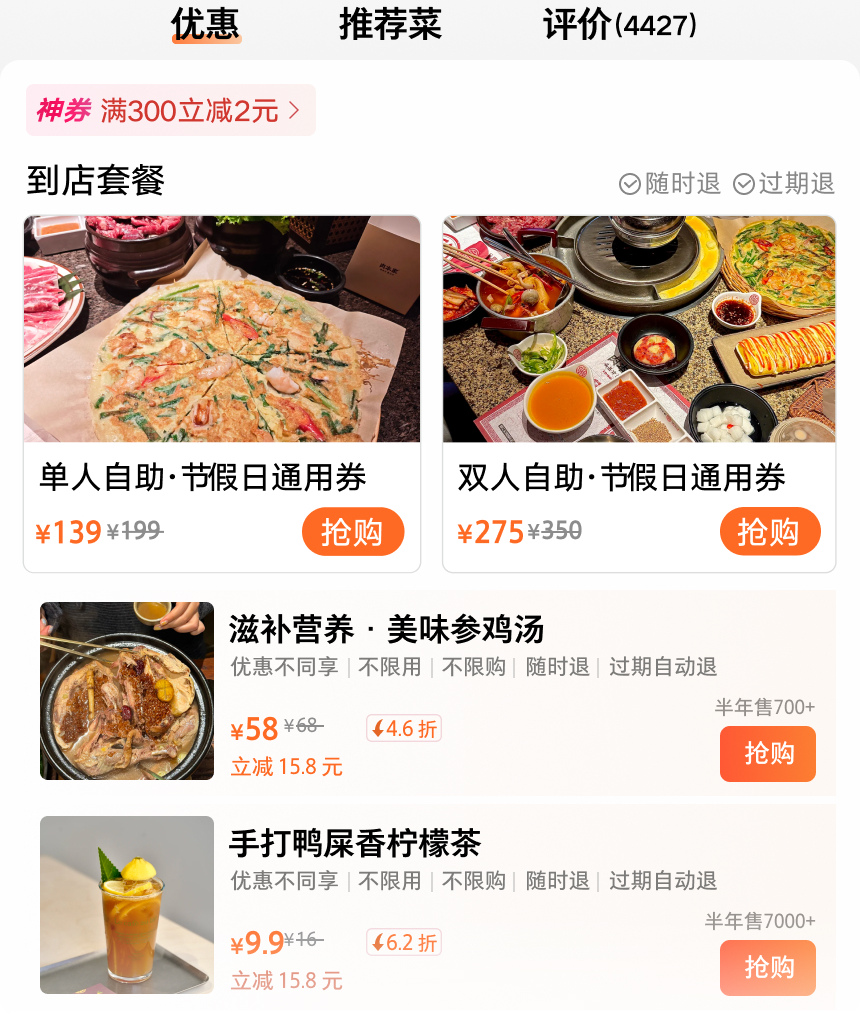 优惠 推荐菜 评价(4427)
神券 满300立减2元
到店套餐 随时退 过期退
单人自助·节假日通用券
¥139 ¥199 抢购
双人自助·节假日通用券
¥275 ¥350 抢购
滋补营养·美味参鸡汤
优惠不同享 | 不限用 | 不限购 | 随时退 | 过期自动退
半年售700+
¥58 ¥68 4.6 折
立减 15.8 元
抢购
手打鸭屎香柠檬茶
优惠不同享 | 不限用 | 不限购 | 随时退 | 过期自动退
半年售7000+
¥9.9 ¥16 6.2 折
立减 15.8 元
抢购